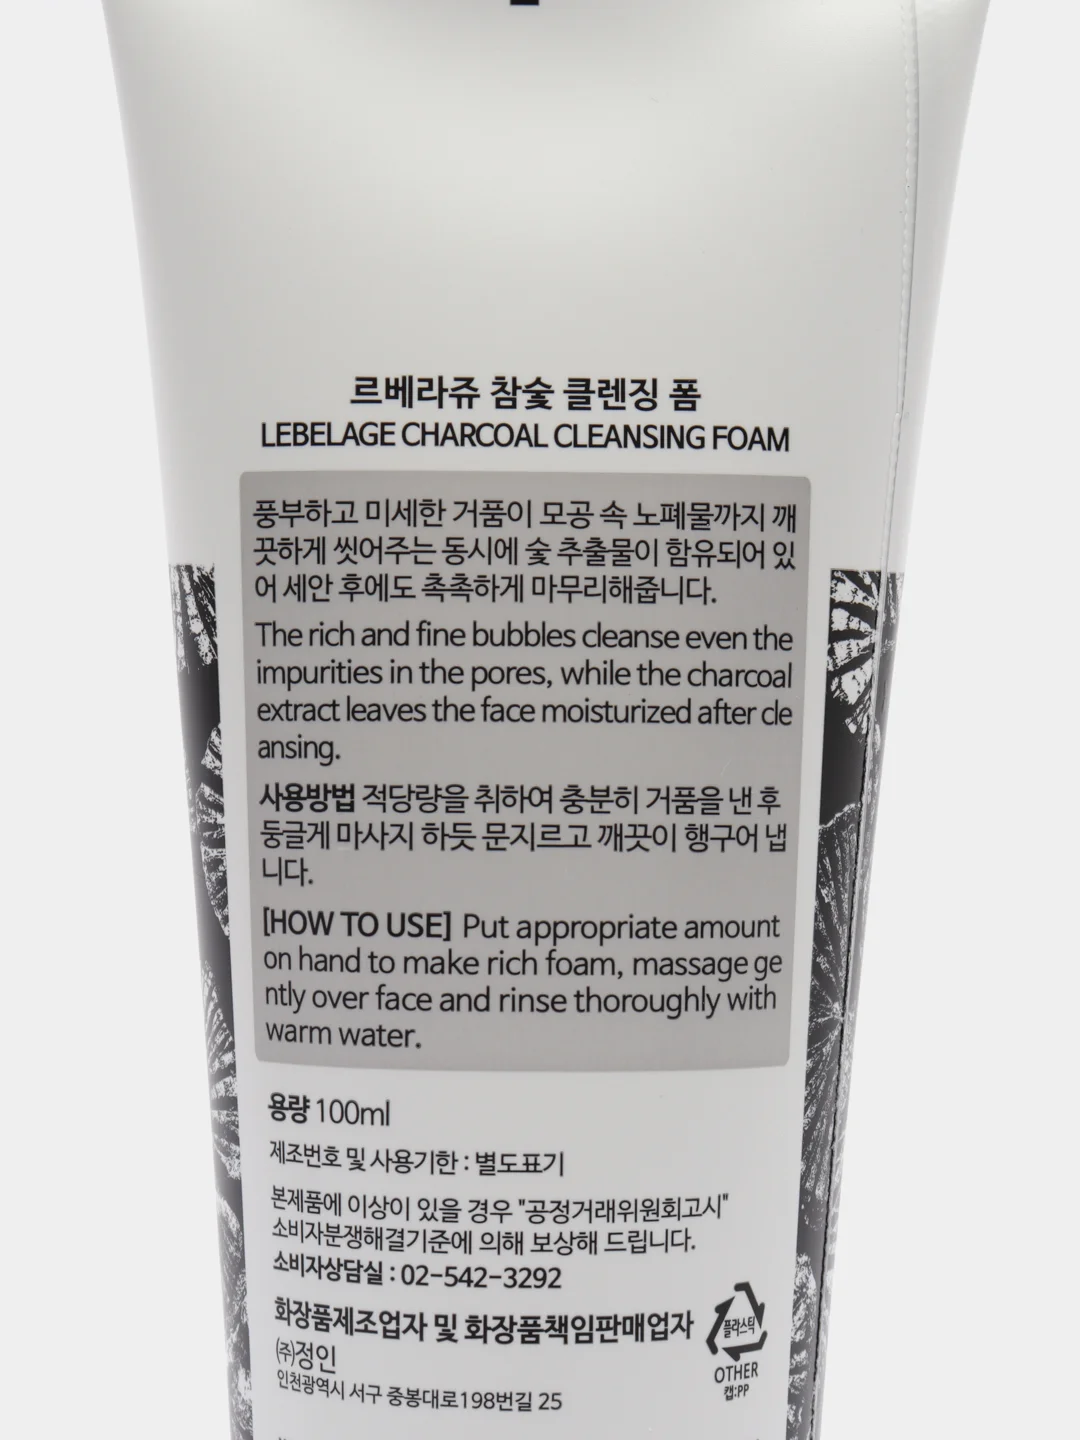 르베라쥬 참숯 클렌징 폼
LEBELAGE CHARCOAL CLEANSING FOAM
풍부하고 미세한 거품이 모공 속 노폐물까지 깨
끗하게 씻어주는 동시에 숯 추출물이 함유되어 있
어 세안 후에도 촉촉하게 마무리해줍니다.
The rich and fine bubbles cleanse even the
impurities in the pores, while the charcoal
extract leaves the face moisturized after cle
ansing.
사용방법 적당량을 취하여 충분히 거품을 낸 후
둥글게 마사지 하듯 문지르고 깨끗이 헹구어 냅
니다.
[HOW TO USE] Put appropriate amount
on hand to make rich foam, massage ge
ntly over face and rinse thoroughly with
warm water.
용량 100ml
제조번호 및 사용기한 : 별도표기
본제품에 이상이 있을 경우 "공정거래위원회고시"
소비자분쟁해결기준에 의해 보상해 드립니다.
소비자상담실 : 02-542-3292
화장품제조업자 및 화장품책임판매업자
㈜정인
인천광역시 서구 중봉대로198번길 25
플라스틱
OTHER
캡:PP